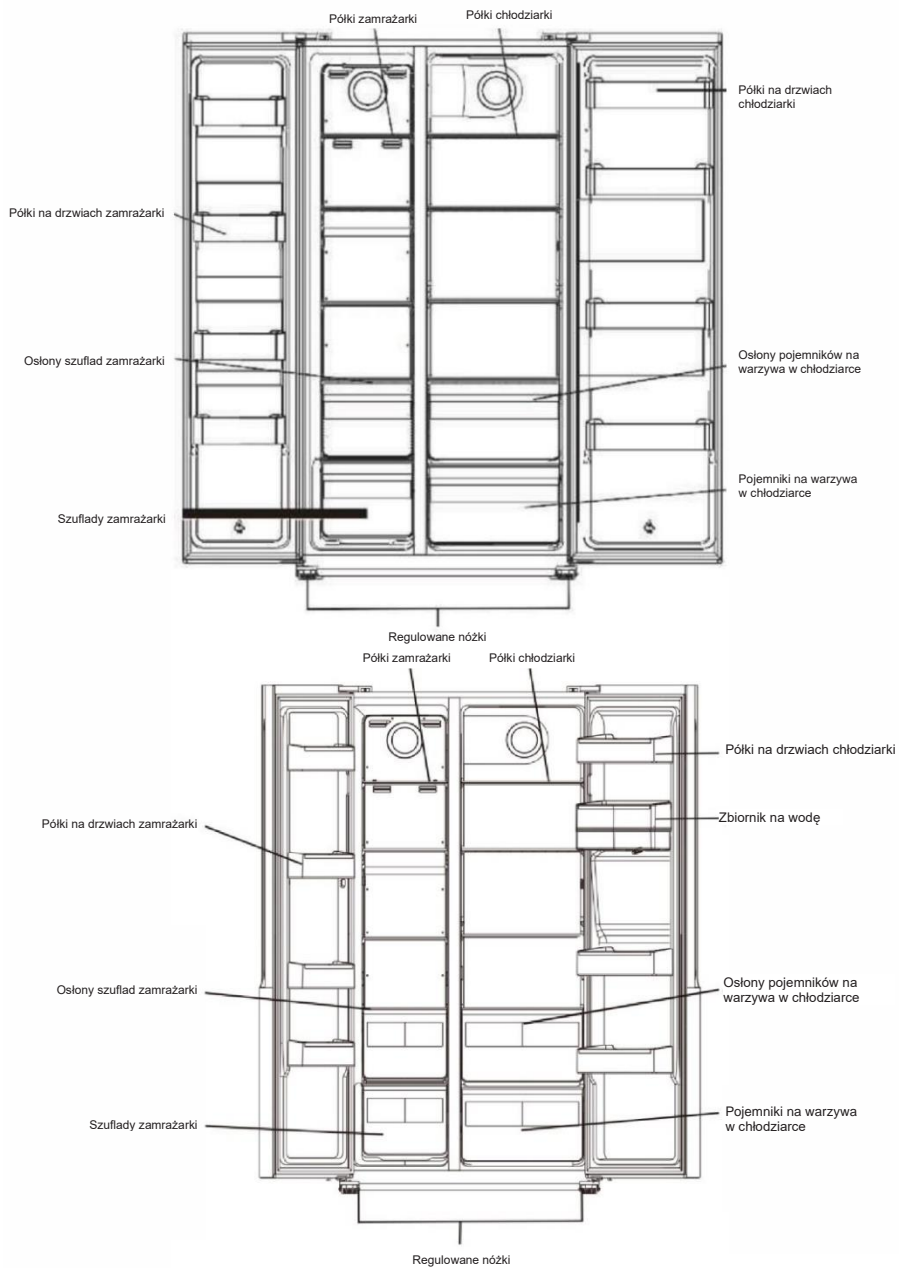 Półki zamrażarki
Półki chłodziarki
Półki na drzwiach
chłodziarki
Półki na drzwiach zamrażarki
Osłony szuflad zamrażarki
Osłony pojemników na
warzywa w chłodziarce
Pojemniki na warzywa
w chłodziarce
Szuflady zamrażarki
Regulowane nóżki
Półki zamrażarki
Półki chłodziarki
Półki na drzwiach chłodziarki
Zbiornik na wodę
Półki na drzwiach zamrażarki
Osłony szuflad zamrażarki
Osłony pojemników na
warzywa w chłodziarce
Pojemniki na warzywa
w chłodziarce
Szuflady zamrażarki
Regulowane nóżki